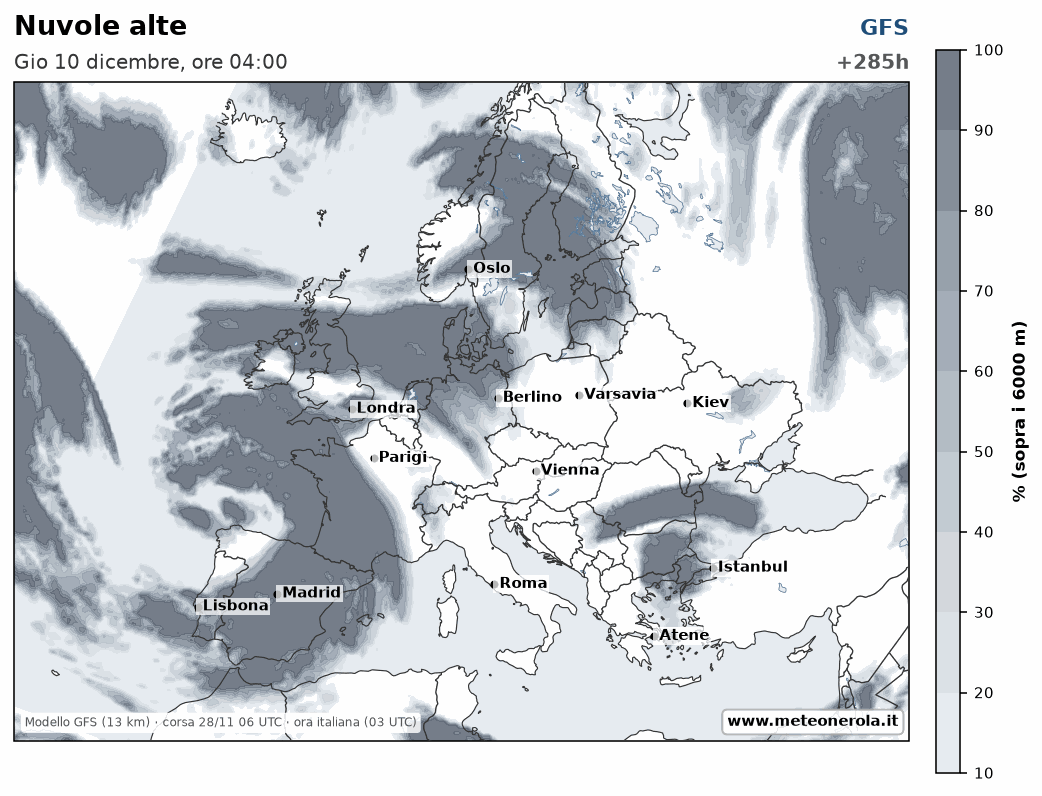 Nuvole alte
GFS
Gio 10 dicembre, ore 04:00
+285h
Oslo
Berlino
Varsavia
Kiev
Londra
Parigi
Vienna
Istanbul
Roma
Madrid
Lisbona
Atene
Modello GFS (13 km) · corsa 28/11 06 UTC · ora italiana (03 UTC)
www.meteonerola.it
100
90
80
70
60
50
40
30
20
10
% (sopra i 6000 m)